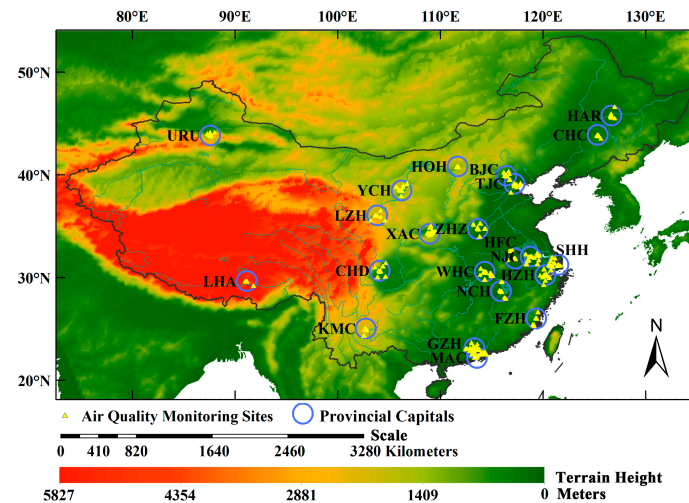 80°E 90°E 100°E 110°E 120°E 130°E
50°N
40°N
30°N
20°N
HAR
CHC
URU
HOH
BJC
TJC
YCH
LZH
XAC
ZHZ
HFC
NJC
SHH
CHD
WHC
HZH
LHA
NCH
KMC
FZH
GZH
MAC
N
Air Quality Monitoring Sites Provincial Capitals
Scale
0 410 820 1640 2460 3280 Kilometers
Terrain Height
5827 4354 2881 1409 0 Meters